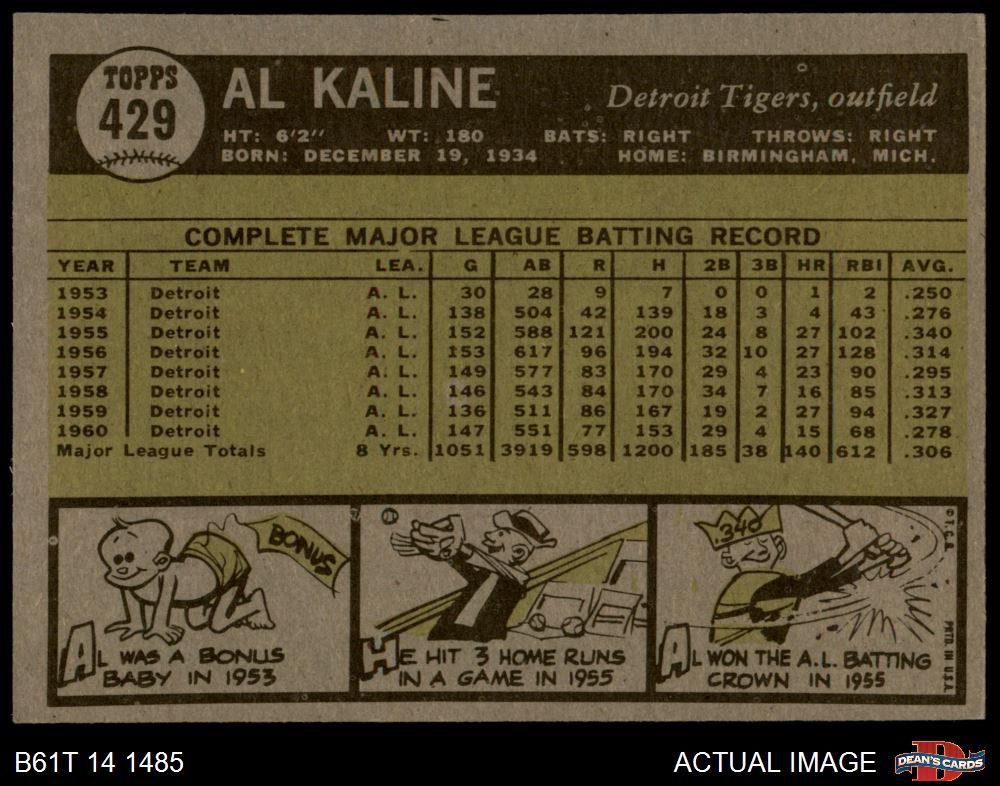 TOPPS
429
AL KALINE
Detroit Tigers, outfield
HT: 6'2" WT: 180 BATS: RIGHT THROWS: RIGHT
BORN: DECEMBER 19, 1934 HOME: BIRMINGHAM, MICH.
COMPLETE MAJOR LEAGUE BATTING RECORD
YEAR TEAM LEA. G AB R H 2B 3B HR RBI AVG.
1953 Detroit A. L. 30 28 9 7 0 0 1 2 .250
1954 Detroit A. L. 138 504 42 139 18 3 4 43 .276
1955 Detroit A. L. 152 588 121 200 24 8 27 102 .340
1956 Detroit A. L. 153 617 96 194 32 10 27 128 .314
1957 Detroit A. L. 149 577 83 170 29 4 23 90 .295
1958 Detroit A. L. 146 543 84 170 34 7 16 85 .313
1959 Detroit A. L. 136 511 86 167 19 2 27 94 .327
1960 Detroit A. L. 147 551 77 153 29 4 15 68 .278
Major League Totals 8 Yrs. 1051 3919 598 1200 185 38 140 612 .306
BONUS
AL WAS A BONUS
BABY IN 1953
HE HIT 3 HOME RUNS
IN A GAME IN 1955
.340
AL WON THE A.L. BATTING
CROWN IN 1955
© T.C.G.
PRTD. IN U.S.A.
B61T 14 1485
ACTUAL IMAGE
DEAN'S CARDS